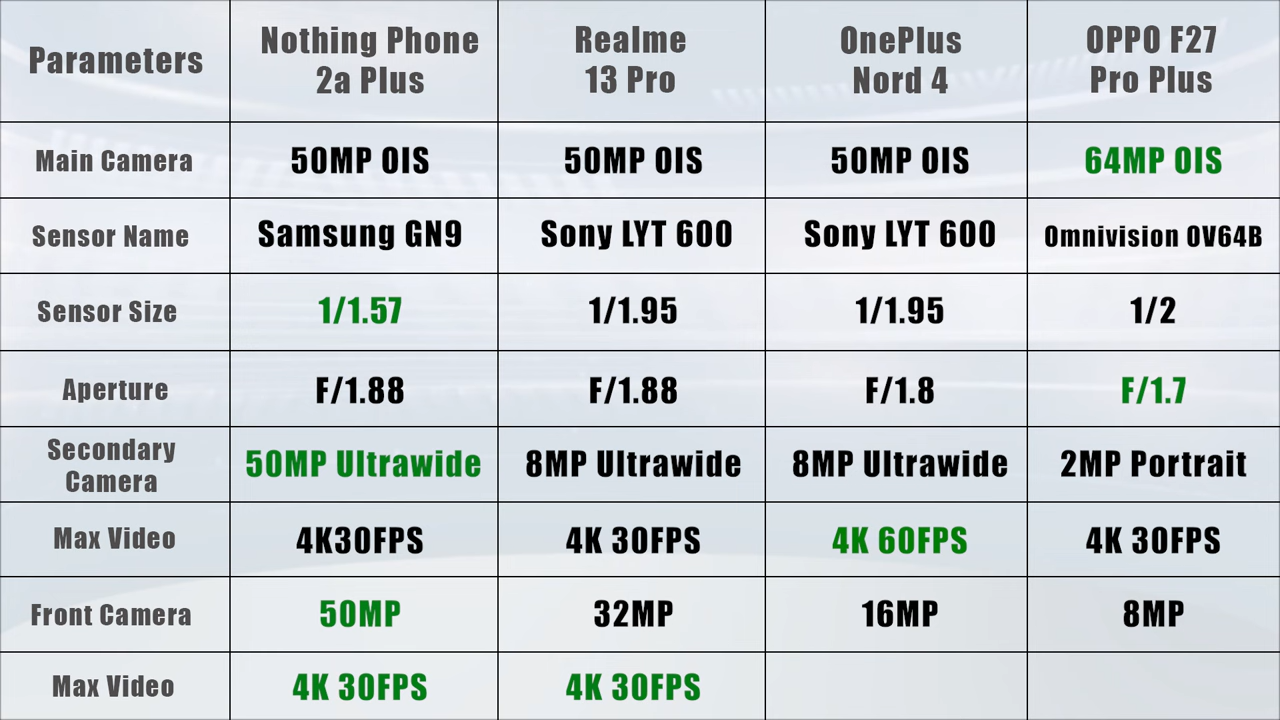 Parameters
Nothing Phone
2a Plus
Realme
13 Pro
OnePlus
Nord 4
OPPO F27
Pro Plus
Main Camera
50MP OIS
50MP OIS
50MP OIS
64MP OIS
Sensor Name
Samsung GN9
Sony LYT 600
Sony LYT 600
Omnivision OV64B
Sensor Size
1/1.57
1/1.95
1/1.95
1/2
Aperture
F/1.88
F/1.88
F/1.8
F/1.7
Secondary
Camera
50MP Ultrawide
8MP Ultrawide
8MP Ultrawide
2MP Portrait
Max Video
4K30FPS
4K 30FPS
4K 60FPS
4K 30FPS
Front Camera
50MP
32MP
16MP
8MP
Max Video
4K 30FPS
4K 30FPS